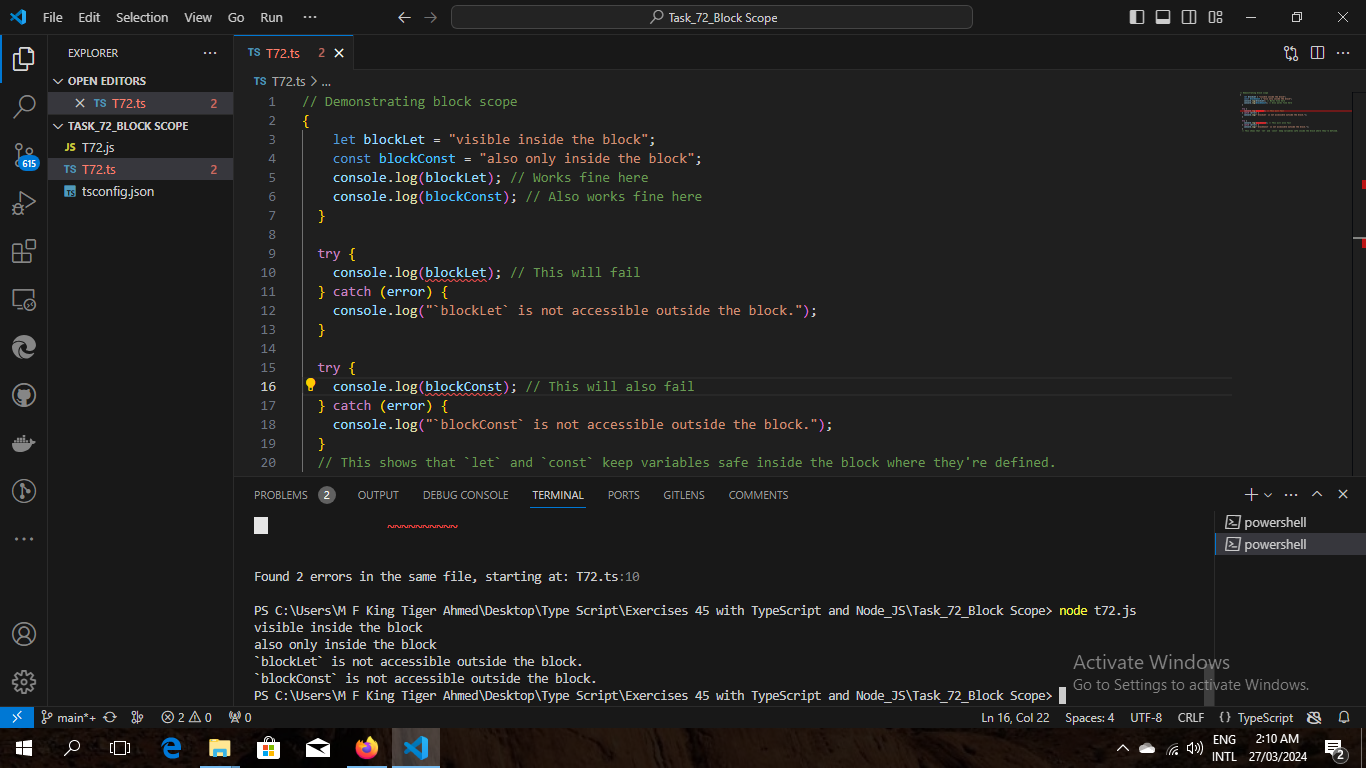 File Edit Selection View Go Run ··· Task_72_Block Scope
EXPLORER ···
OPEN EDITORS
TS T72.ts 2
TASK_72_BLOCK SCOPE
JS T72.js
TS T72.ts 2
tsconfig.json
615
TS T72.ts 2
TS T72.ts > ...
1 // Demonstrating block scope
2 {
3 let blockLet = "visible inside the block";
4 const blockConst = "also only inside the block";
5 console.log(blockLet); // Works fine here
6 console.log(blockConst); // Also works fine here
7 }
8
9 try {
10 console.log(blockLet); // This will fail
11 } catch (error) {
12 console.log("`blockLet` is not accessible outside the block.");
13 }
14
15 try {
16 console.log(blockConst); // This will also fail
17 } catch (error) {
18 console.log("`blockConst` is not accessible outside the block.");
19 }
20 // This shows that `let` and `const` keep variables safe inside the block where they're defined.
PROBLEMS 2 OUTPUT DEBUG CONSOLE TERMINAL PORTS GITLENS COMMENTS
~~~~~~~~~~
Found 2 errors in the same file, starting at: T72.ts:10
PS C:\Users\M F King Tiger Ahmed\Desktop\Type Script\Exercises 45 with TypeScript and Node_JS\Task_72_Block Scope> node t72.js
visible inside the block
also only inside the block
`blockLet` is not accessible outside the block.
`blockConst` is not accessible outside the block.
PS C:\Users\M F King Tiger Ahmed\Desktop\Type Script\Exercises 45 with TypeScript and Node_JS\Task_72_Block Scope>
powershell
powershell
Activate Windows
Go to Settings to activate Windows.
main*+ 2 0 0 Ln 16, Col 22 Spaces: 4 UTF-8 CRLF {} TypeScript
ENG 2:10 AM
INTL 27/03/2024 2